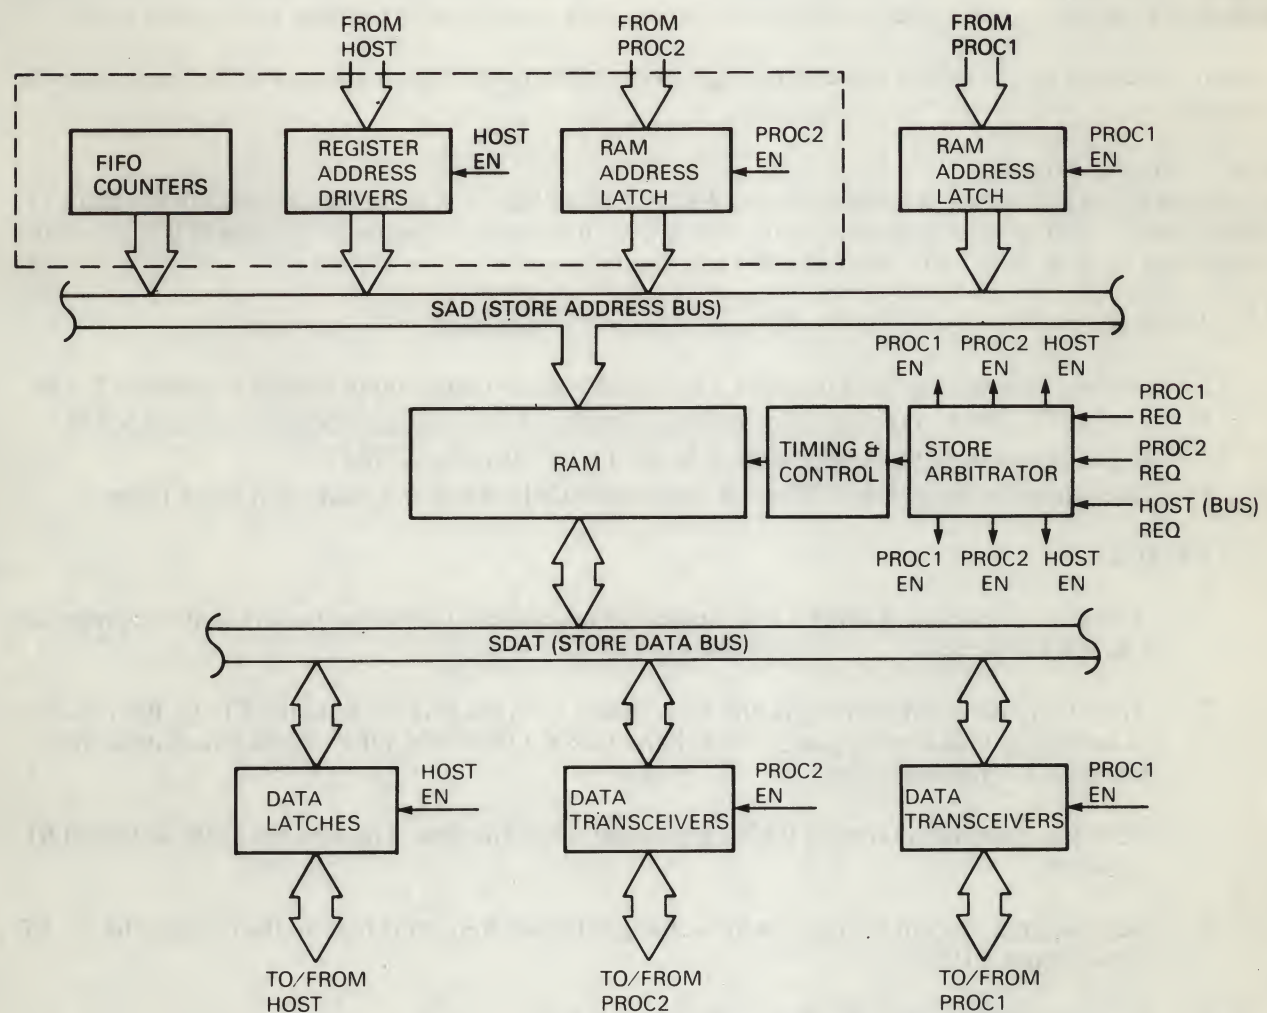 FROM
HOST
FROM
PROC2
FROM
PROC1
FIFO
COUNTERS
REGISTER
ADDRESS
DRIVERS
HOST
EN
RAM
ADDRESS
LATCH
PROC2
EN
RAM
ADDRESS
LATCH
PROC1
EN
SAD (STORE ADDRESS BUS)
PROC1
EN
PROC2
EN
HOST
EN
RAM
TIMING &
CONTROL
STORE
ARBITRATOR
PROC1
REQ
PROC2
REQ
HOST (BUS)
REQ
PROC1
EN
PROC2
EN
HOST
EN
SDAT (STORE DATA BUS)
DATA
LATCHES
HOST
EN
DATA
TRANSCEIVERS
PROC2
EN
DATA
TRANSCEIVERS
PROC1
EN
TO/FROM
HOST
TO/FROM
PROC2
TO/FROM
PROC1